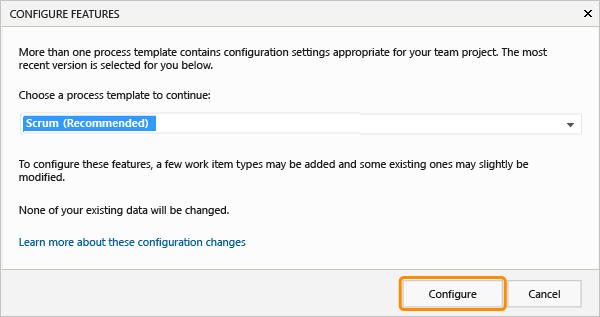 CONFIGURE FEATURES
More than one process template contains configuration settings appropriate for your team project. The most
recent version is selected for you below.
Choose a process template to continue:
Scrum (Recommended)
To configure these features, a few work item types may be added and some existing ones may slightly be
modified.
None of your existing data will be changed.
Learn more about these configuration changes
Configure Cancel